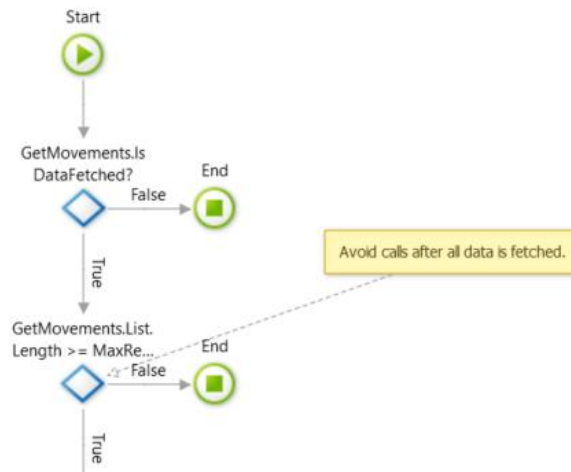 Start
GetMovements.Is
DataFetched?
End
False
True
Avoid calls after all data is fetched.
GetMovements.List.
Length >= MaxRe...
End
False
True